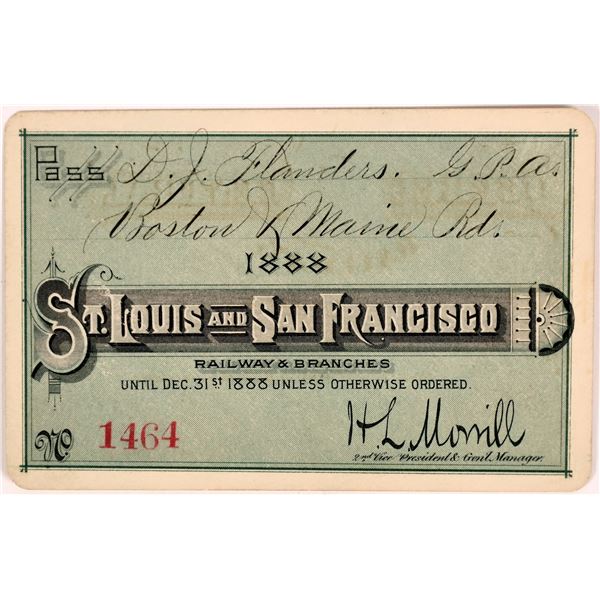 Pass D. J. Flanders. G. P. A.
Boston & Maine Rds.
1888
ST. LOUIS AND SAN FRANCISCO
RAILWAY & BRANCHES
UNTIL DEC. 31st 1888 UNLESS OTHERWISE ORDERED.
No. 1464
H. L. Morrill
2nd Vice President & Genl. Manager.